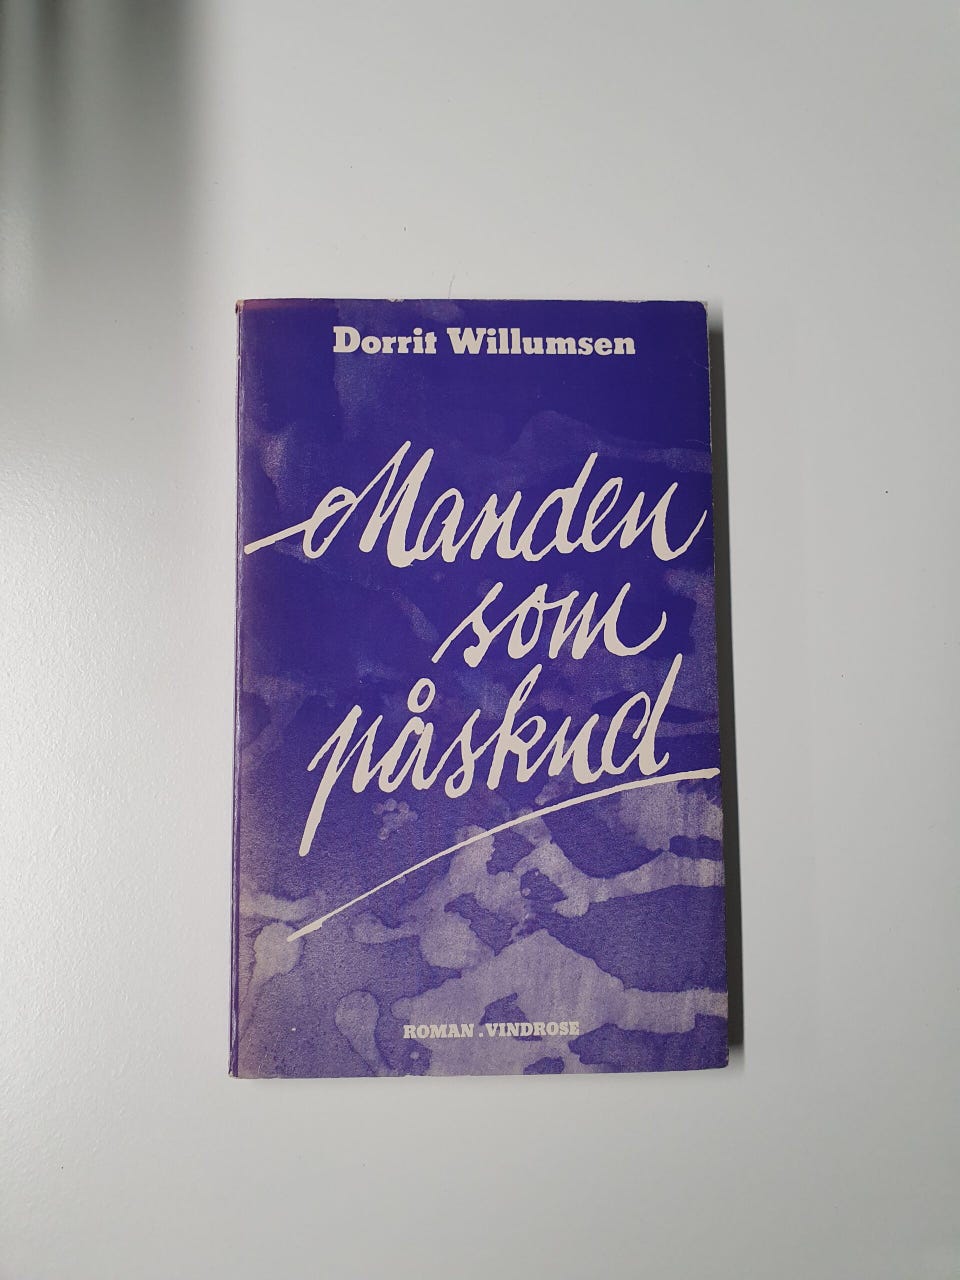 Dorrit Willumsen
Manden
som
påskud
ROMAN . VINDROSE